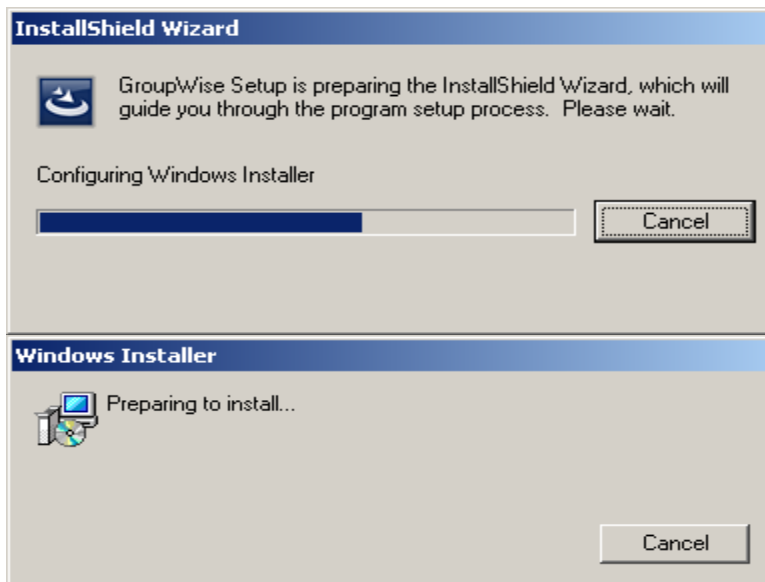 InstallShield Wizard
GroupWise Setup is preparing the InstallShield Wizard, which will
guide you through the program setup process.  Please wait.
Configuring Windows Installer
Cancel
Windows Installer
Preparing to install...
Cancel